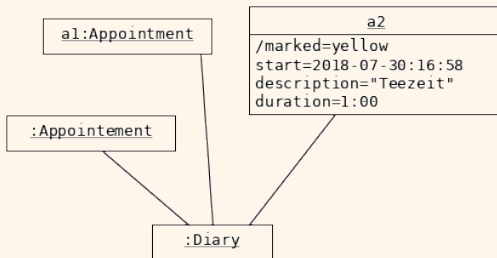 a1:Appointment
a2
/marked=yellow
start=2018-07-30:16:58
description="Teezeit"
duration=1:00
:Appointement
:Diary